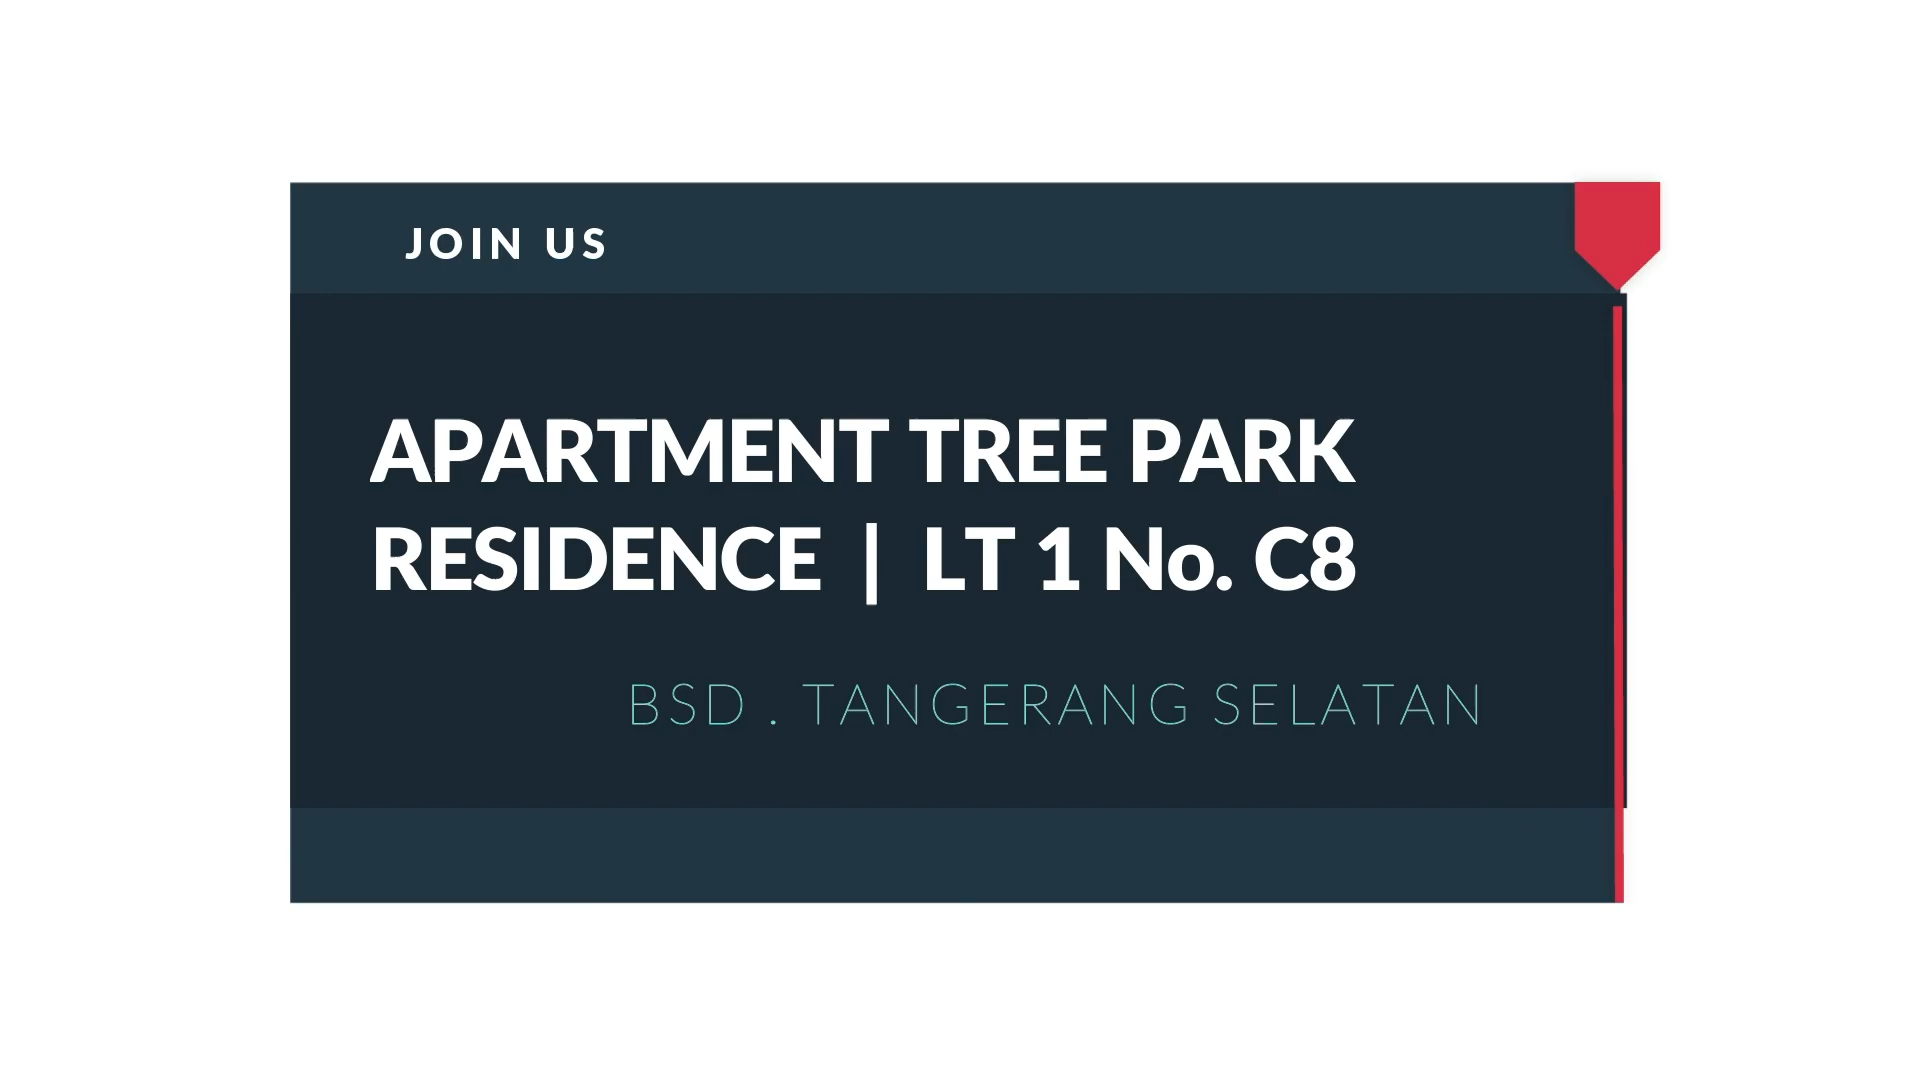 JOIN US
APARTMENT TREE PARK
RESIDENCE | LT 1 No. C8
BSD . TANGERANG SELATAN